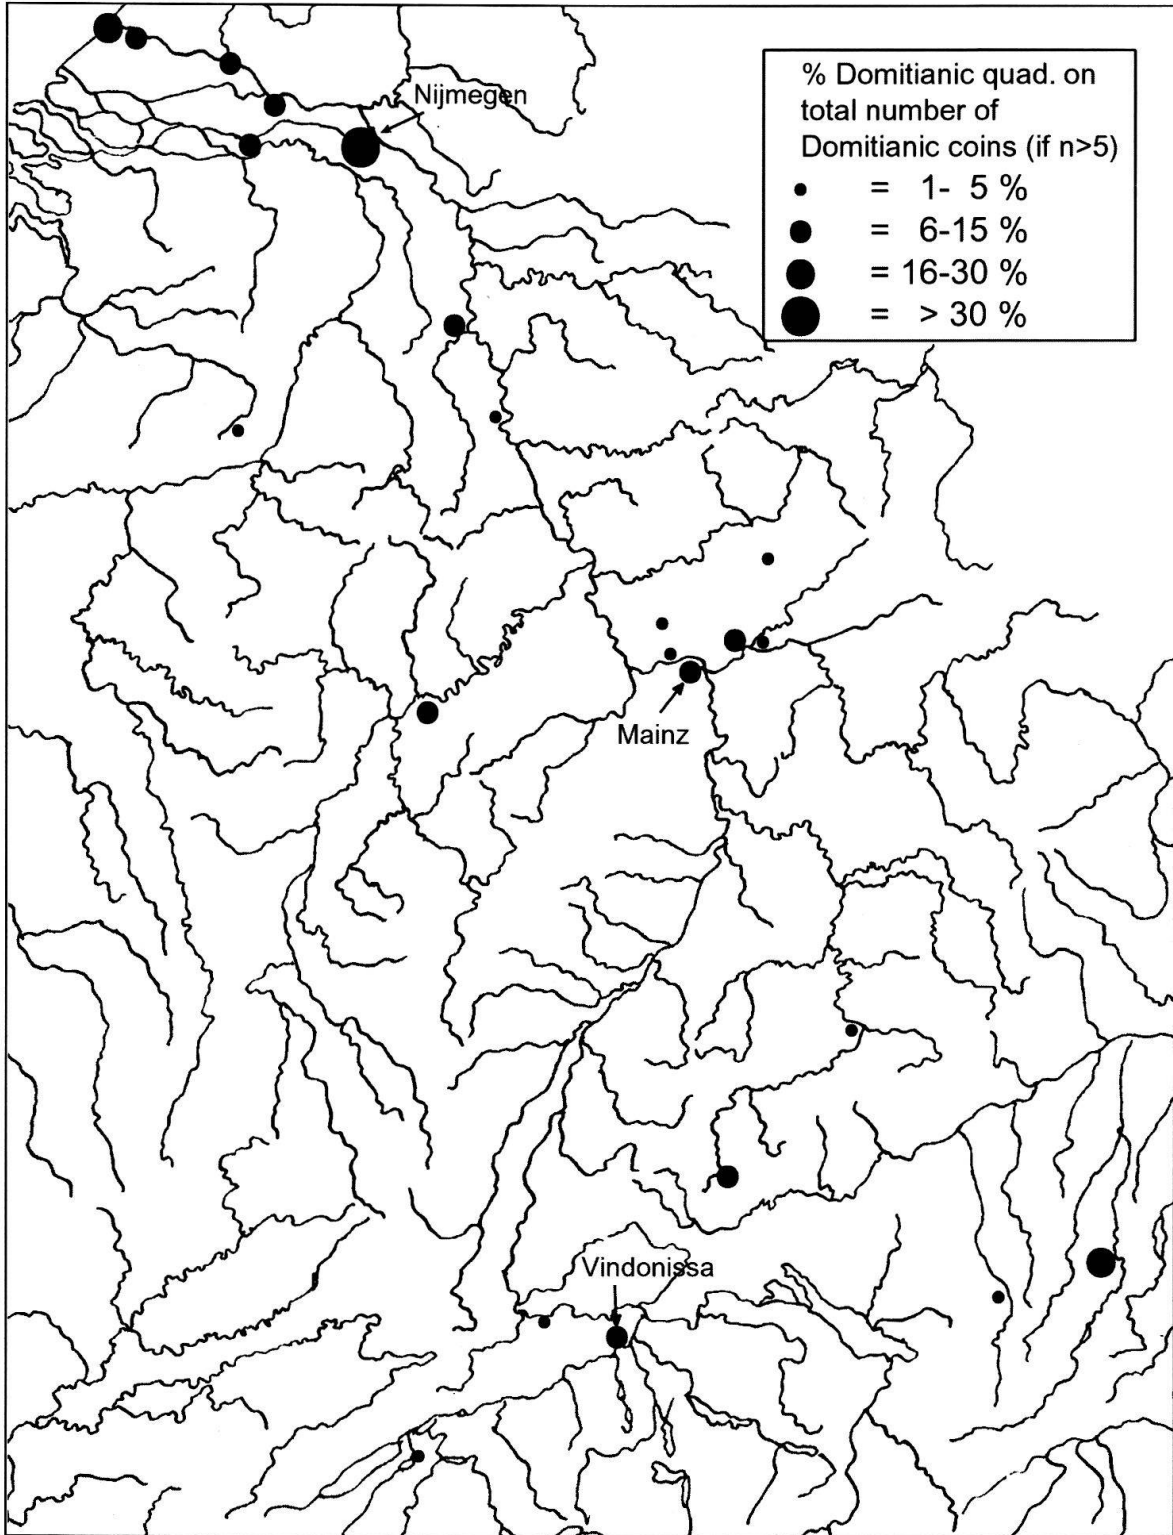 Nijmegen
% Domitianic quad. on
total number of
Domitianic coins (if n>5)
= 1- 5 %
= 6-15 %
= 16-30 %
= > 30 %
Mainz
Vindonissa